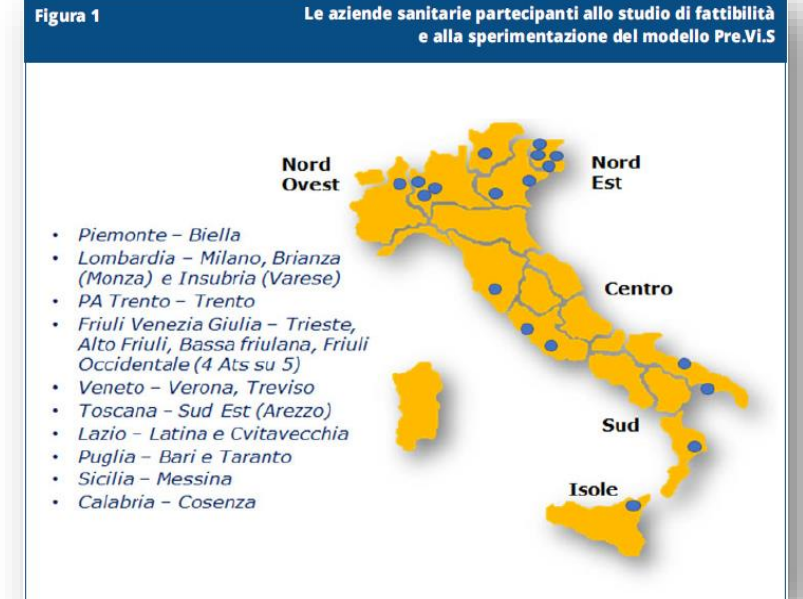 Figura 1
Le aziende sanitarie partecipanti allo studio di fattibilità
e alla sperimentazione del modello Pre.Vi.S
Nord
Ovest
Nord
Est
Centro
Sud
Isole
• Piemonte – Biella
• Lombardia – Milano, Brianza
(Monza) e Insubria (Varese)
• PA Trento – Trento
• Friuli Venezia Giulia – Trieste,
Alto Friuli, Bassa friulana, Friuli
Occidentale (4 Ats su 5)
• Veneto – Verona, Treviso
• Toscana – Sud Est (Arezzo)
• Lazio – Latina e Cvitavecchia
• Puglia – Bari e Taranto
• Sicilia – Messina
• Calabria – Cosenza